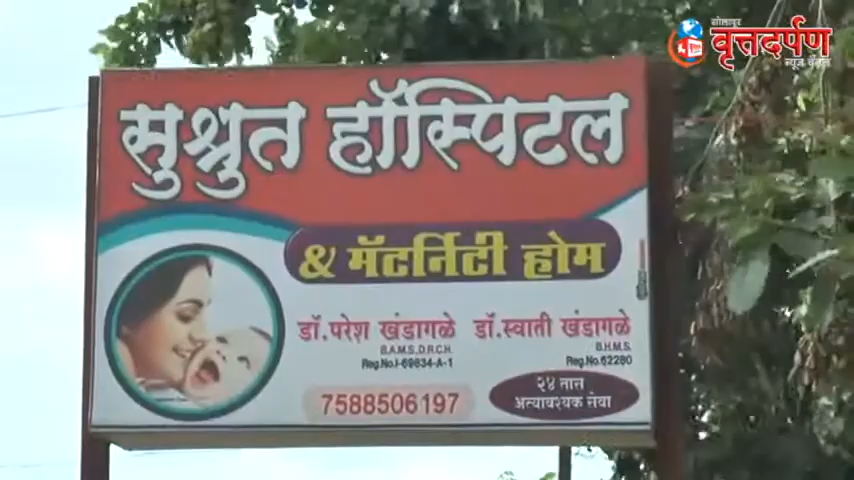 सोलापूर
वृत्तदर्पण
न्यूज चॅनल
सुश्रुत हॉस्पिटल
& मॅटर्निटी होम
डॉ.परेश खंडागळे
B.A.M.S.D.R.CH
Reg.No.I-69834-A-1
डॉ.स्वाती खंडागळे
B.H.M.S.
Reg.No.62280
7588506197
२४ तास
अत्यावश्यक सेवा